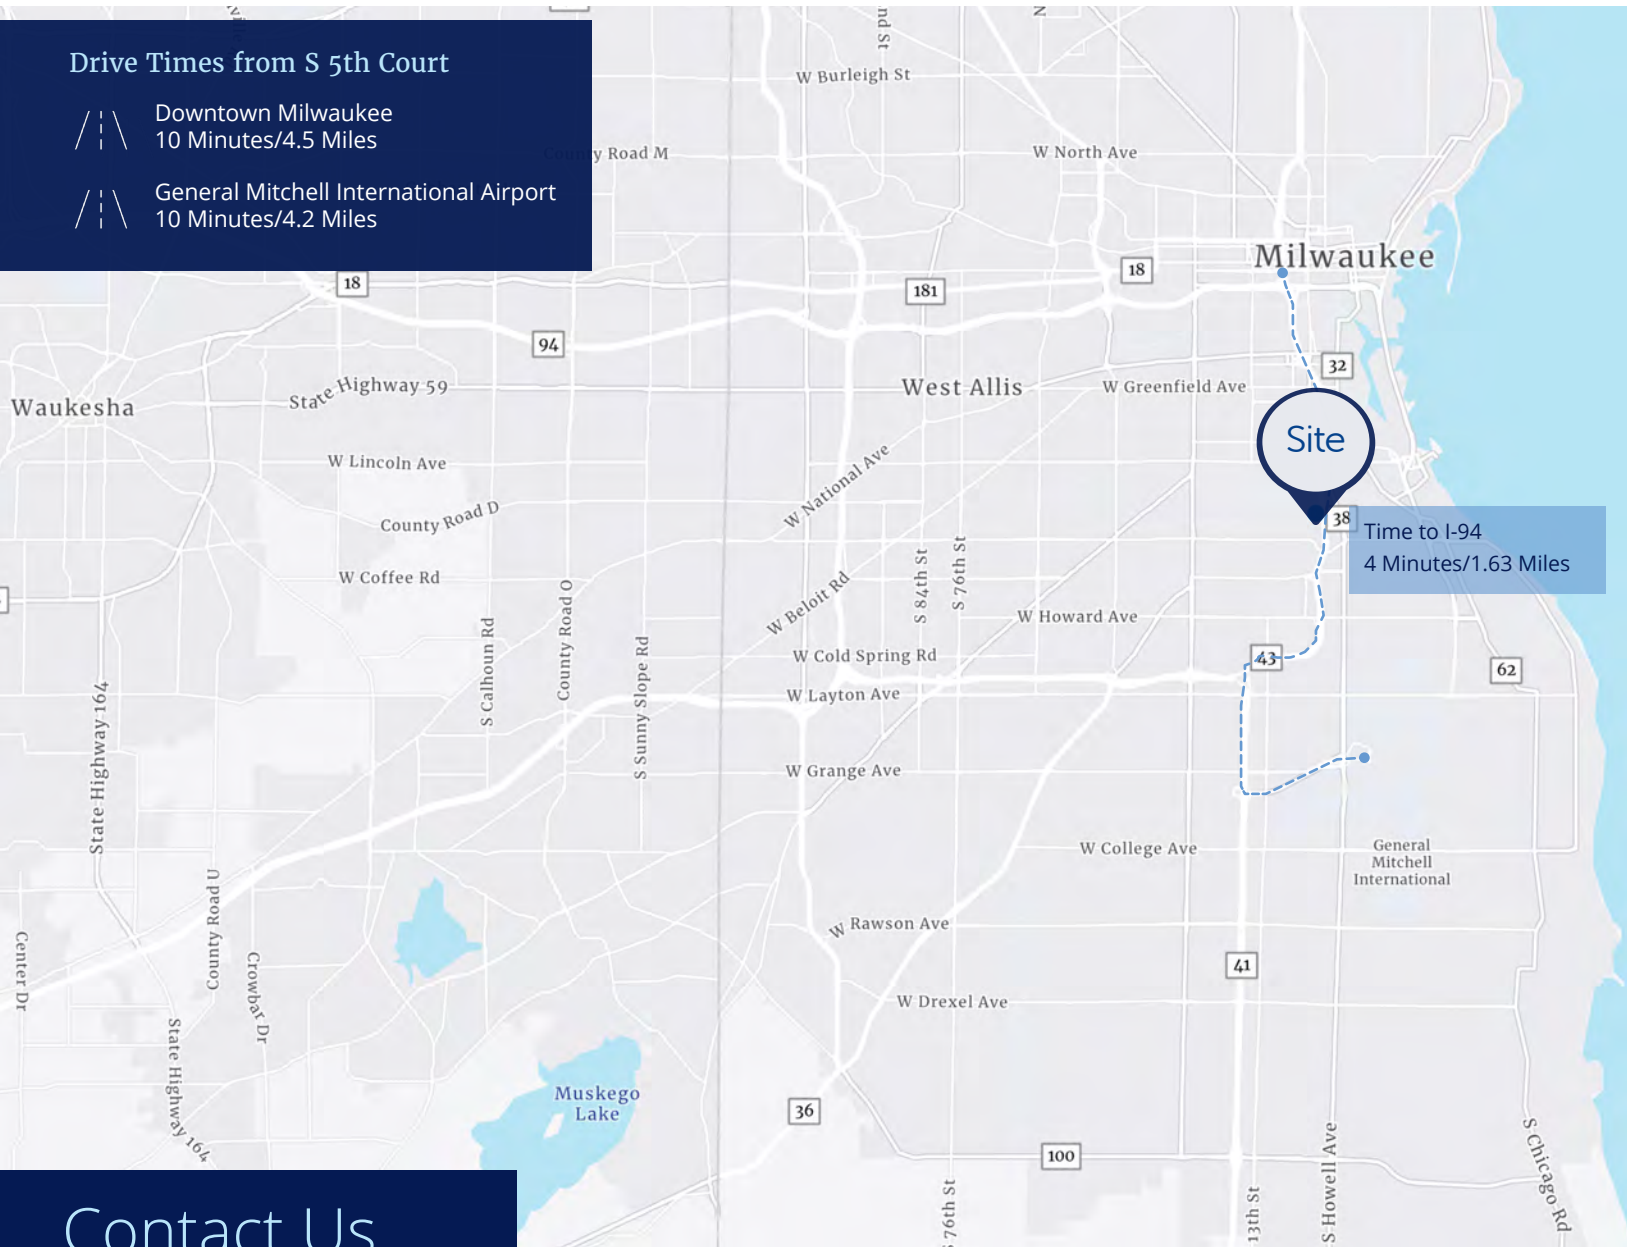 Drive Times from S 5th Court
Downtown Milwaukee
10 Minutes/4.5 Miles
General Mitchell International Airport
10 Minutes/4.2 Miles
W Burleigh St
nd St
N
County Road M
W North Ave
Milwaukee
18
18
181
94
32
State Highway 59
West Allis
W Greenfield Ave
Waukesha
Site
W Lincoln Ave
W National Ave
County Road D
38
Time to I-94
4 Minutes/1.63 Miles
W Coffee Rd
S 84th St
S 76th St
W Beloit Rd
W Howard Ave
County Road O
S Calhoun Rd
S Sunny Slope Rd
W Cold Spring Rd
43
62
W Layton Ave
State Highway 164
W Grange Ave
W College Ave
General
Mitchell
International
County Road U
W Rawson Ave
Center Dr
Crowbar Dr
41
W Drexel Ave
State Highway 164
Muskego
Lake
36
100
S Howell Ave
S Chicago Rd
S 76th St
13th St
Contact Us